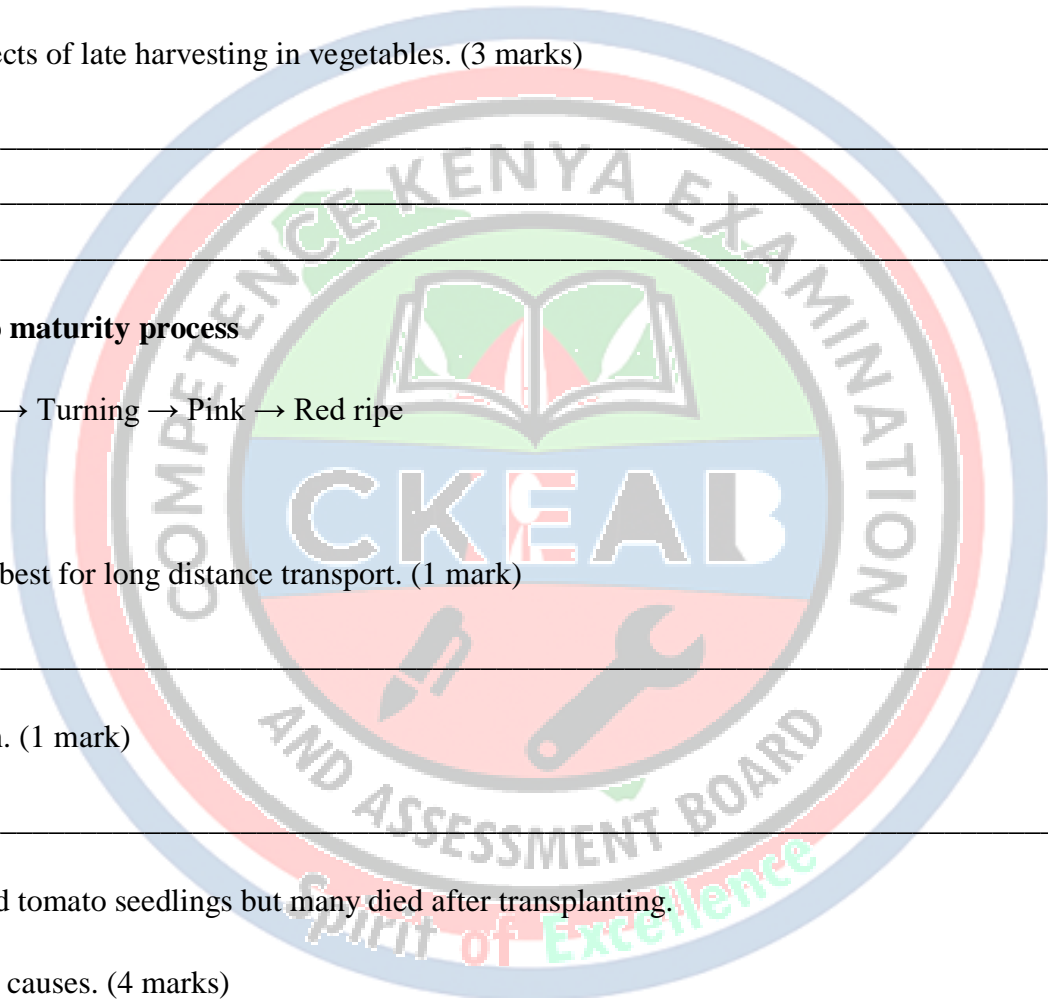 ects of late harvesting in vegetables. (3 marks)
maturity process
→ Turning → Pink → Red ripe
best for long distance transport. (1 mark)
. (1 mark)
d tomato seedlings but many died after transplanting.
causes. (4 marks)
COMPETENCE KENYA EXAMINATION
CKEAB
AND ASSESSMENT BOARD
Spirit of Excellence